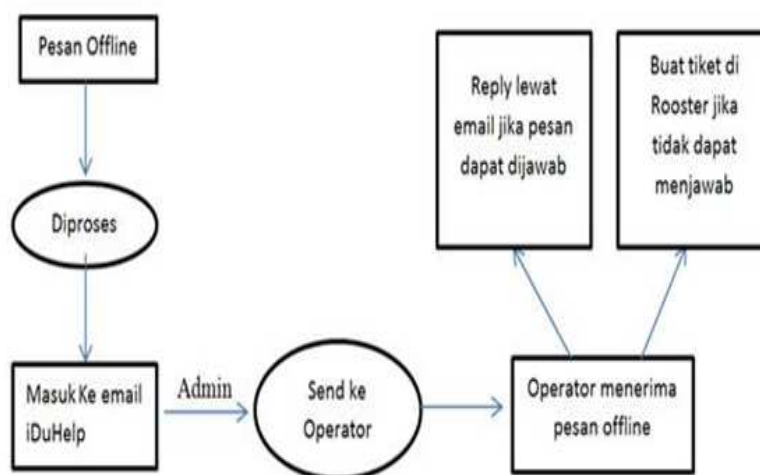 Pesan Offline
Diproses
Masuk Ke email
iDuHelp
Admin
Send ke
Operator
Operator menerima
pesan offline
Reply lewat
email jika pesan
dapat dijawab
Buat tiket di
Rooster jika
tidak dapat
menjawab